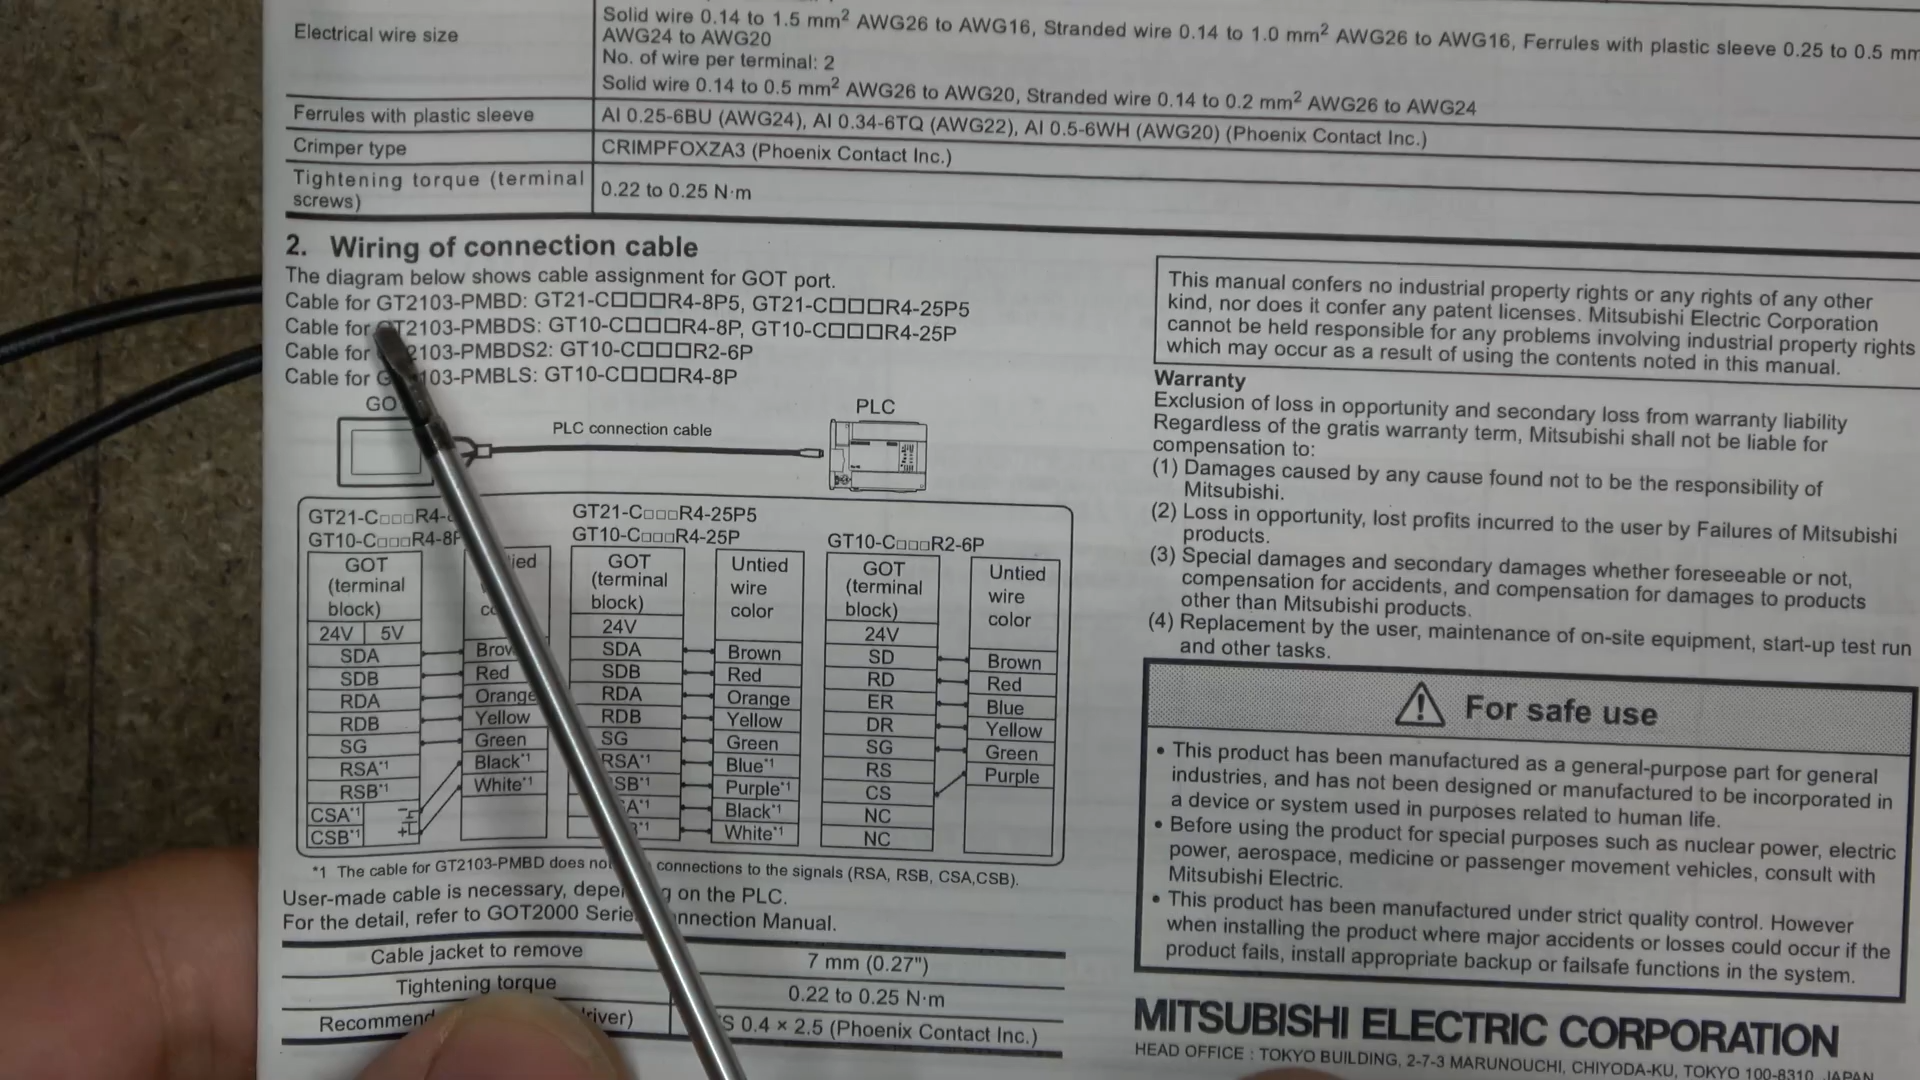 Electrical wire size
Solid wire 0.14 to 1.5 mm² AWG26 to AWG16, Stranded wire 0.14 to 1.0 mm² AWG26 to AWG16, Ferrules with plastic sleeve 0.25 to 0.5 mm
AWG24 to AWG20
No. of wire per terminal: 2
Solid wire 0.14 to 0.5 mm² AWG26 to AWG20, Stranded wire 0.14 to 0.2 mm² AWG26 to AWG24
Ferrules with plastic sleeve
AI 0.25-6BU (AWG24), AI 0.34-6TQ (AWG22), AI 0.5-6WH (AWG20) (Phoenix Contact Inc.)
Crimper type
CRIMPFOXZA3 (Phoenix Contact Inc.)
Tightening torque (terminal
screws)
0.22 to 0.25 N·m
2. Wiring of connection cable
The diagram below shows cable assignment for GOT port.
Cable for GT2103-PMBD: GT21-C□□□R4-8P5, GT21-C□□□R4-25P5
Cable for GT2103-PMBDS: GT10-C□□□R4-8P, GT10-C□□□R4-25P
Cable for 2103-PMBDS2: GT10-C□□□R2-6P
Cable for G 103-PMBLS: GT10-C□□□R4-8P
GO
PLC connection cable
PLC
GT21-C□□□R4-
GT10-C□□□R4-8P
GOT
(terminal
block)
24V 5V
SDA
SDB
RDA
RDB
SG
RSA*1
RSB*1
CSA*1
CSB*1
−
+
Brow
Red
Orange
Yellow
Green
Black*1
White*1
GT21-C□□□R4-25P5
GT10-C□□□R4-25P
GOT
(terminal
block)
24V
SDA
SDB
RDA
RDB
SG
RSA*1
SB*1
A*1
*1
Untied
wire
color
Brown
Red
Orange
Yellow
Green
Blue*1
Purple*1
Black*1
White*1
GT10-C□□□R2-6P
GOT
(terminal
block)
24V
SD
RD
ER
DR
SG
RS
CS
NC
NC
Untied
wire
color
Brown
Red
Blue
Yellow
Green
Purple
*1 The cable for GT2103-PMBD does no connections to the signals (RSA, RSB, CSA,CSB).
User-made cable is necessary, depen g on the PLC.
For the detail, refer to GOT2000 Serie nnection Manual.
Cable jacket to remove
7 mm (0.27")
Tightening torque
0.22 to 0.25 N·m
Recommend river)
S 0.4 × 2.5 (Phoenix Contact Inc.)
This manual confers no industrial property rights or any rights of any other
kind, nor does it confer any patent licenses. Mitsubishi Electric Corporation
cannot be held responsible for any problems involving industrial property rights
which may occur as a result of using the contents noted in this manual.
Warranty
Exclusion of loss in opportunity and secondary loss from warranty liability
Regardless of the gratis warranty term, Mitsubishi shall not be liable for
compensation to:
(1) Damages caused by any cause found not to be the responsibility of
Mitsubishi.
(2) Loss in opportunity, lost profits incurred to the user by Failures of Mitsubishi
products.
(3) Special damages and secondary damages whether foreseeable or not,
compensation for accidents, and compensation for damages to products
other than Mitsubishi products.
(4) Replacement by the user, maintenance of on-site equipment, start-up test run
and other tasks.
For safe use
• This product has been manufactured as a general-purpose part for general
industries, and has not been designed or manufactured to be incorporated in
a device or system used in purposes related to human life.
• Before using the product for special purposes such as nuclear power, electric
power, aerospace, medicine or passenger movement vehicles, consult with
Mitsubishi Electric.
• This product has been manufactured under strict quality control. However
when installing the product where major accidents or losses could occur if the
product fails, install appropriate backup or failsafe functions in the system.
MITSUBISHI ELECTRIC CORPORATION
HEAD OFFICE : TOKYO BUILDING, 2-7-3 MARUNOUCHI, CHIYODA-KU, TOKYO 100-8310, JAPAN